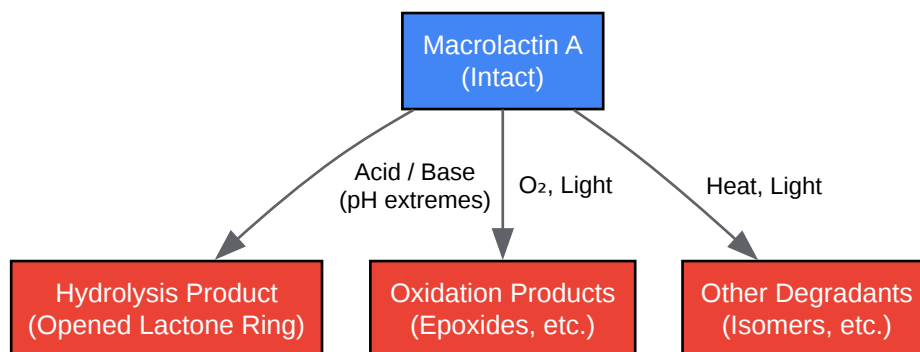 Macrolactin A
(Intact)
Acid / Base
(pH extremes)
O₂, Light
Heat, Light
Hydrolysis Product
(Opened Lactone Ring)
Oxidation Products
(Epoxides, etc.)
Other Degradants
(Isomers, etc.)